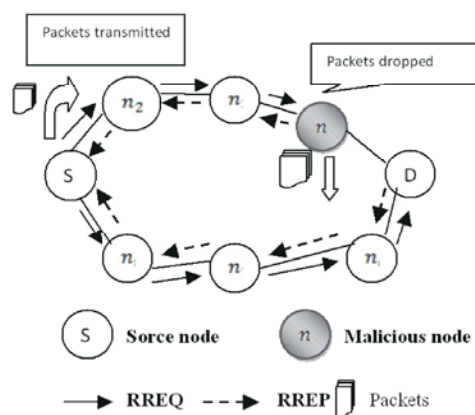 Packets transmitted
Packets dropped
n₂
n
n
S
D
n
n
n
S Sorce node
n Malicious node
RREQ
RREP
Packets